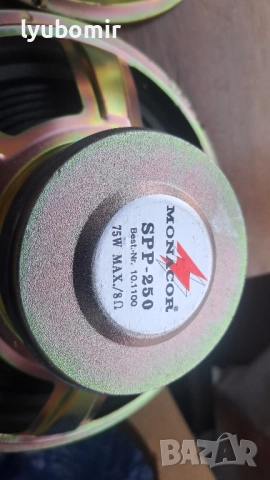 lyubomir
MONACOR
SPP-250
Best.-Nr. 10.1100
75W MAX./8Ω
BAZAR